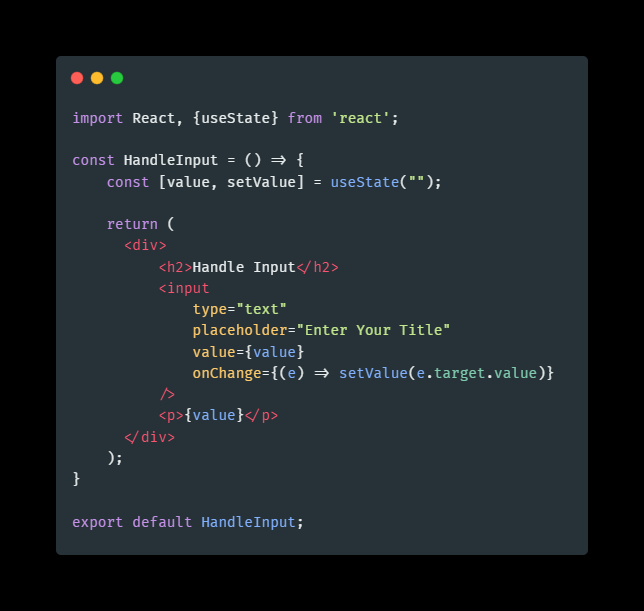 import React, {useState} from 'react';

const HandleInput = () => {
    const [value, setValue] = useState("");

    return (
      <div>
          <h2>Handle Input</h2>
          <input
              type="text"
              placeholder="Enter Your Title"
              value={value}
              onChange={(e) => setValue(e.target.value)}
          />
          <p>{value}</p>
      </div>
    );
}

export default HandleInput;